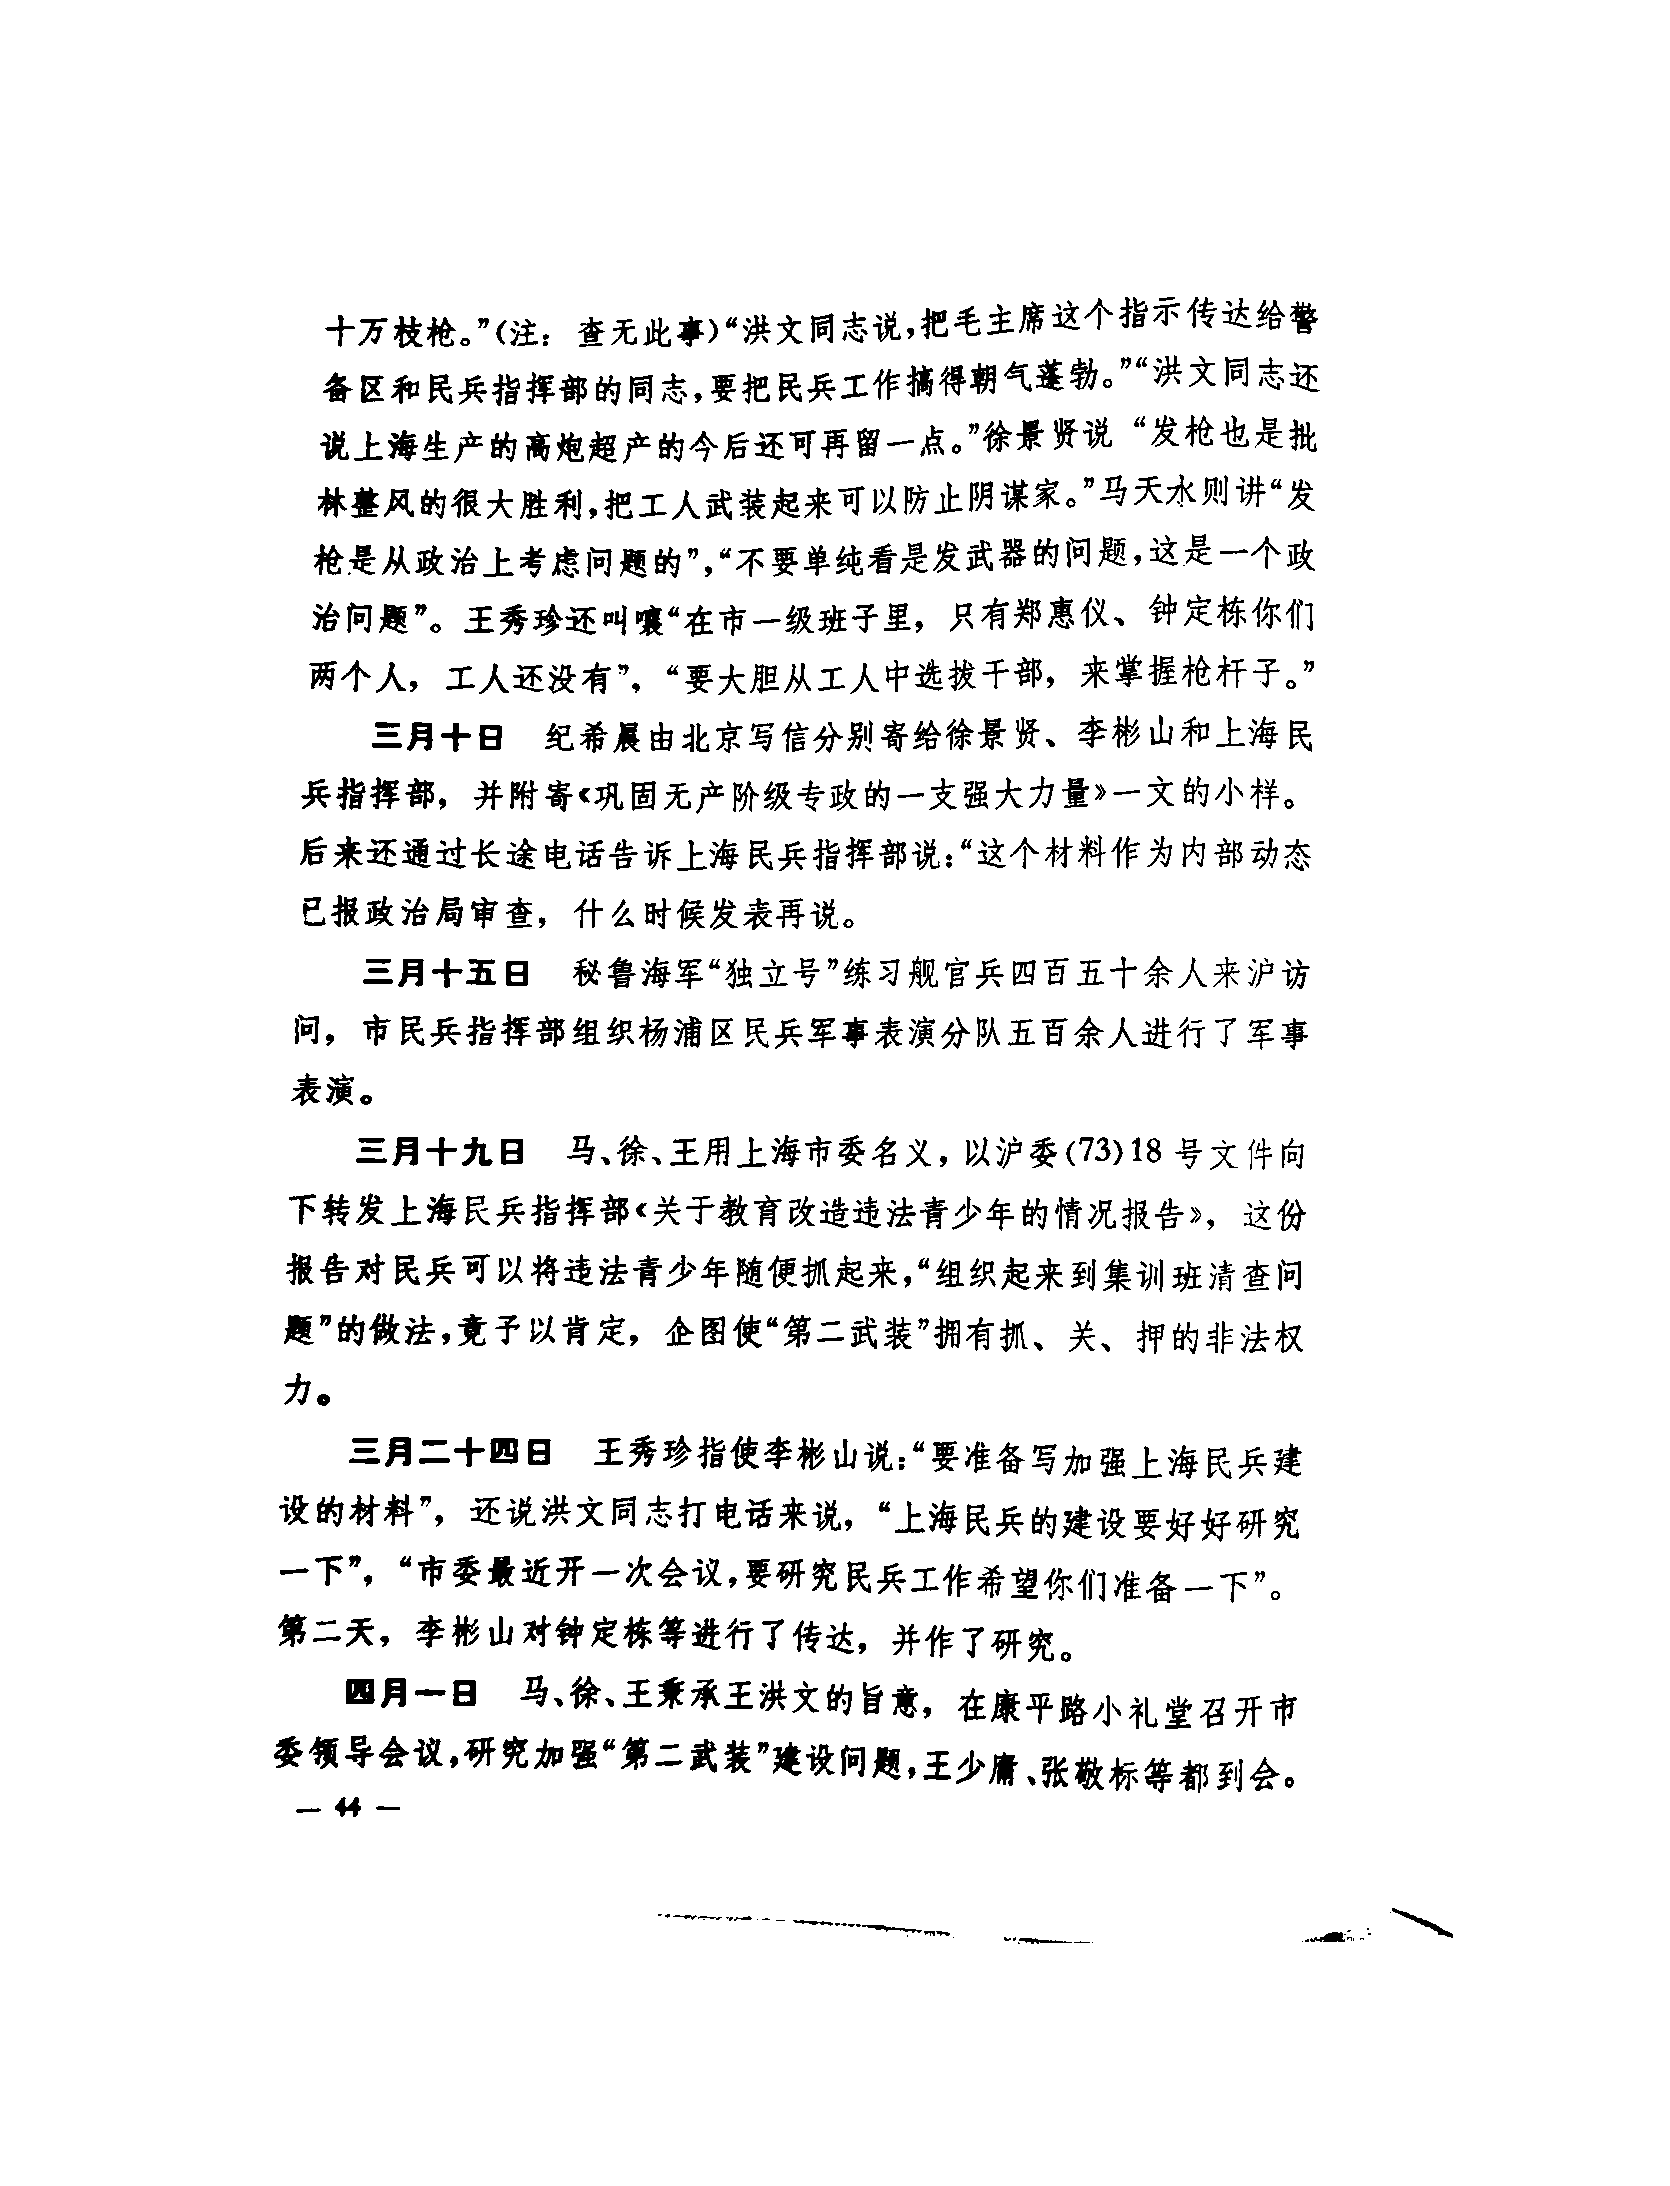 十万枝枪。”(注：查无此事)“洪文同志说,把毛主席这个指示传达给警
备区和民兵指挥部的同志,要把民兵工作搞得朝气蓬勃。”“洪文同志还
说上海生产的高炮超产的今后还可再留一点。”徐景贤说 “发枪也是批
林整风的很大胜利,把工人武装起来可以防止阴谋家。”马天水则讲“发
枪是从政治上考虑问题的”,“不要单纯看是发武器的问题,这是一个政
治问题”。王秀珍还叫嚷“在市一级班子里，只有郑惠仪、钟定栋你们
两个人，工人还没有”，“要大胆从工人中选拔干部，来掌握枪杆子。”
三月十日 纪希晨由北京写信分别寄给徐景贤、李彬山和上海民
兵指挥部，并附寄《巩固无产阶级专政的一支强大力量》一文的小样。
后来还通过长途电话告诉上海民兵指挥部说:“这个材料作为内部动态
已报政治局审查，什么时候发表再说。
三月十五日 秘鲁海军“独立号”练习舰官兵四百五十余人来沪访
问，市民兵指挥部组织杨浦区民兵军事表演分队五百余人进行了军事
表演。
三月十九日 马、徐、王用上海市委名义，以沪委(73)18号文件向
下转发上海民兵指挥部《关于教育改造违法青少年的情况报告》，这份
报告对民兵可以将违法青少年随便抓起来,“组织起来到集训班清查问
题”的做法,竟予以肯定，企图使“第二武装”拥有抓、关、押的非法权
力。
三月二十四日 王秀珍指使李彬山说:“要准备写加强上海民兵建
设的材料”，还说洪文同志打电话来说，“上海民兵的建设要好好研究
一下”，“市委最近开一次会议,要研究民兵工作希望你们准备一下”。
第二天，李彬山对钟定栋等进行了传达，并作了研究。
四月一日 马、徐、王秉承王洪文的旨意，在康平路小礼堂召开市
委领导会议,研究加强“第二武装”建设问题,王少庸、张敬标等都到会。
— 44 —